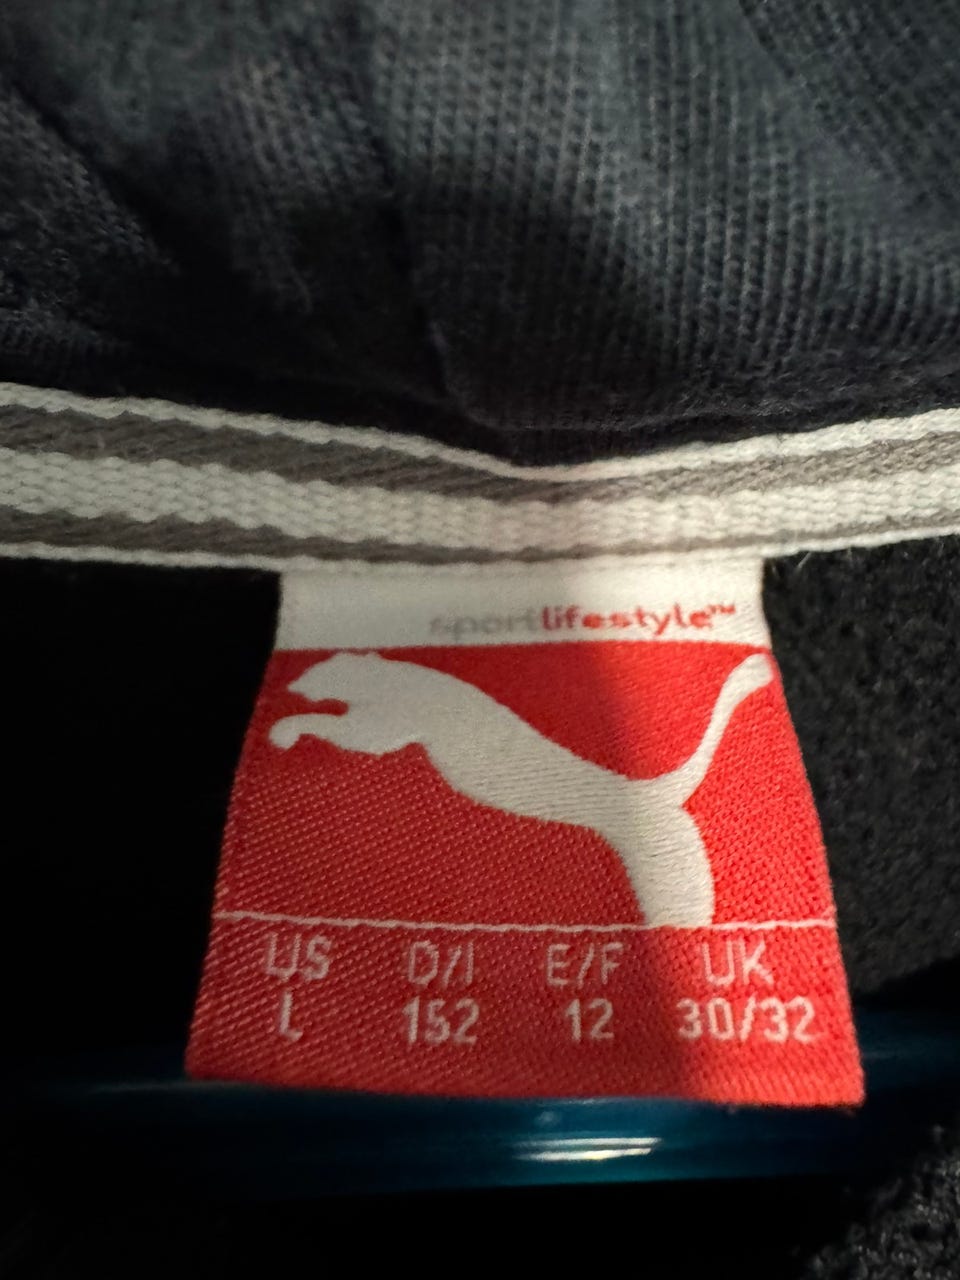 sportlifestyle™
US D/I E/F UK
L 152 12 30/32